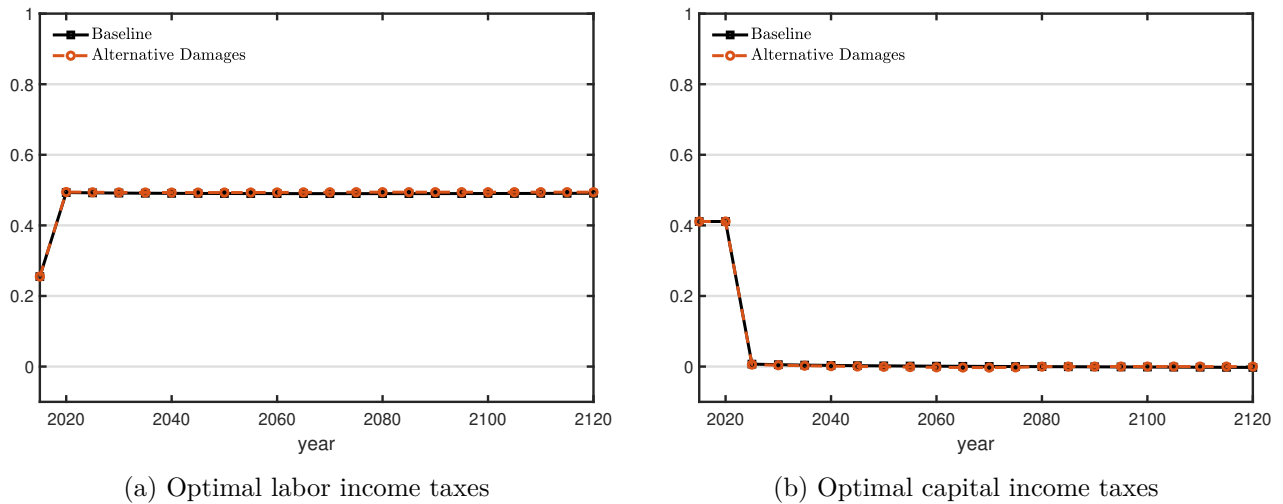 1
0.8
0.6
0.4
0.2
0
Baseline
Alternative Damages
2020 2040 2060 2080 2100 2120
year
(a) Optimal labor income taxes
1
0.8
0.6
0.4
0.2
0
Baseline
Alternative Damages
2020 2040 2060 2080 2100 2120
year
(b) Optimal capital income taxes